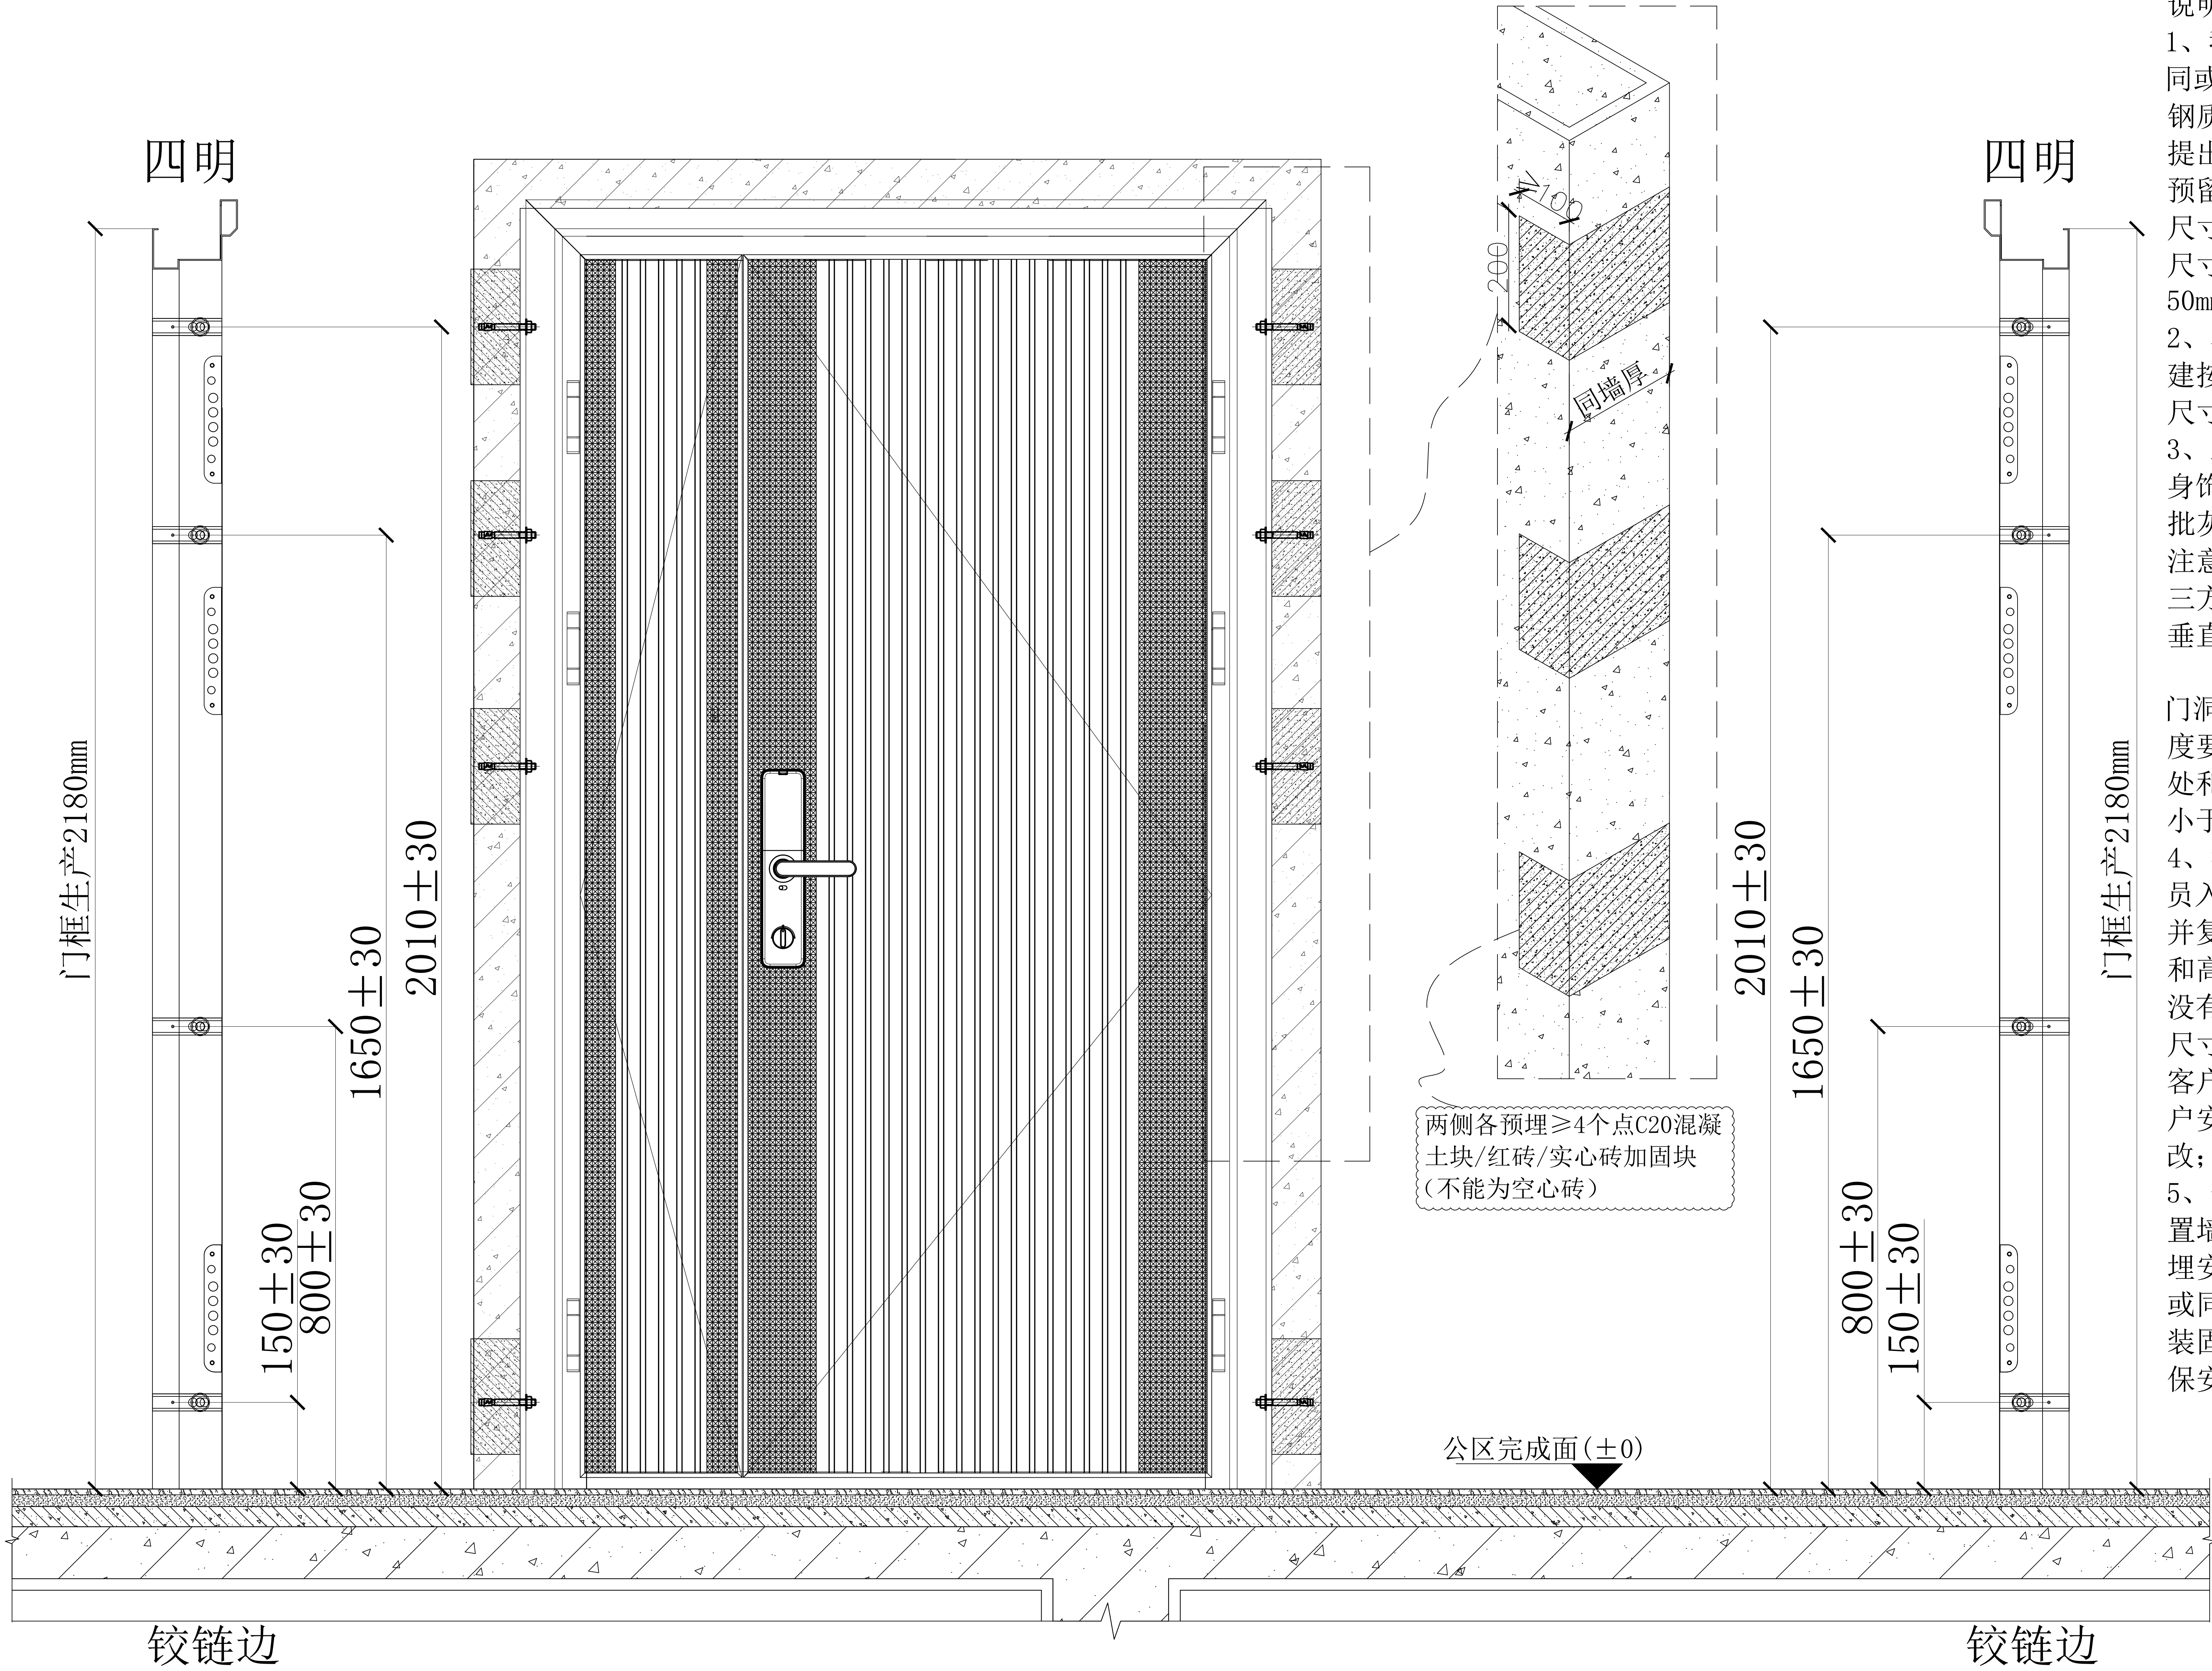 四明
门框生产2180mm
150±30
800±30
1650±30
2010±30
铰链边
≥100
200
同墙厚
两侧各预埋≥4个点C20混凝
土块/红砖/实心砖加固块
(不能为空心砖)
公区完成面(±0)
四明
2010±30
1650±30
800±30
150±30
门框生产2180mm
铰链边
说明
1、
同或
钢质
提出
预留
尺寸
尺寸
50mm
2、
建按
尺寸
3、
身饰
批灰
注意
三方
垂直
门洞
度要
处和
小于
4、
员入
并复
和高
没有
尺寸
客户
户安
改;
5、
置墙
埋安
或同
装固
保安